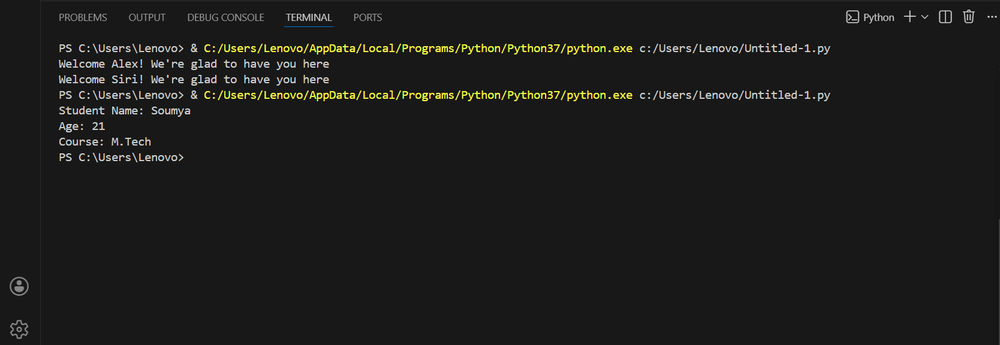 PROBLEMS OUTPUT DEBUG CONSOLE TERMINAL PORTS Python
PS C:\Users\Lenovo> & C:/Users/Lenovo/AppData/Local/Programs/Python/Python37/python.exe c:/Users/Lenovo/Untitled-1.py
Welcome Alex! We're glad to have you here
Welcome Siri! We're glad to have you here
PS C:\Users\Lenovo> & C:/Users/Lenovo/AppData/Local/Programs/Python/Python37/python.exe c:/Users/Lenovo/Untitled-1.py
Student Name: Soumya
Age: 21
Course: M.Tech
PS C:\Users\Lenovo>